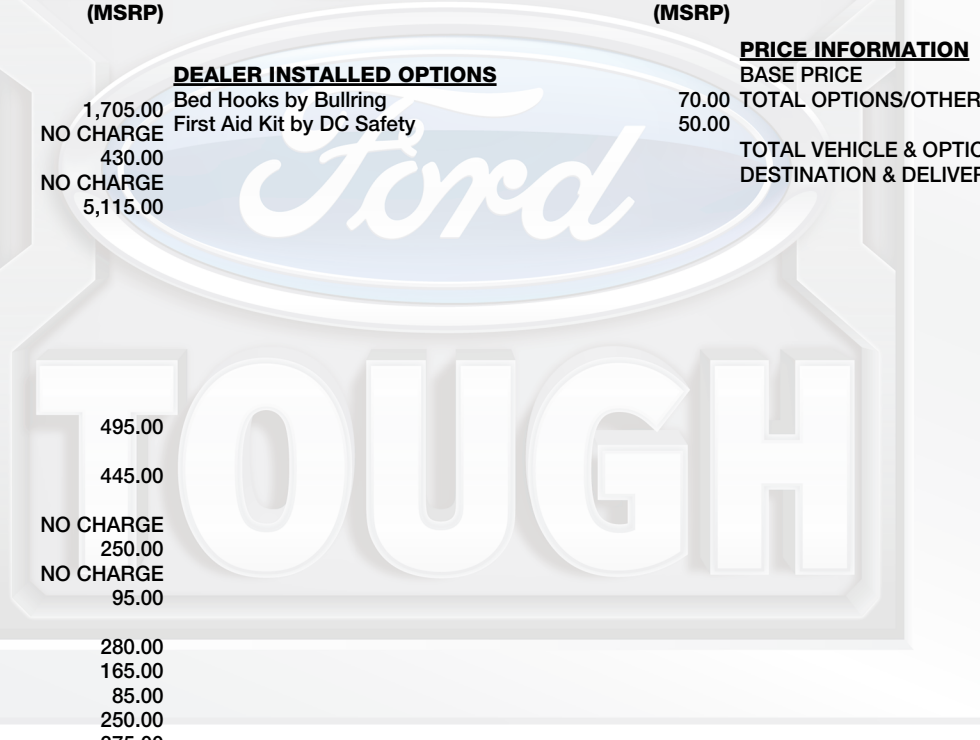 (MSRP)
1,705.00
NO CHARGE
430.00
NO CHARGE
5,115.00
495.00
445.00
NO CHARGE
250.00
NO CHARGE
95.00
280.00
165.00
85.00
250.00
(MSRP)
DEALER INSTALLED OPTIONS
Bed Hooks by Bullring 70.00
First Aid Kit by DC Safety 50.00
PRICE INFORMATION
BASE PRICE
TOTAL OPTIONS/OTHER
TOTAL VEHICLE &
DESTINATION &
Ford
TOUGH